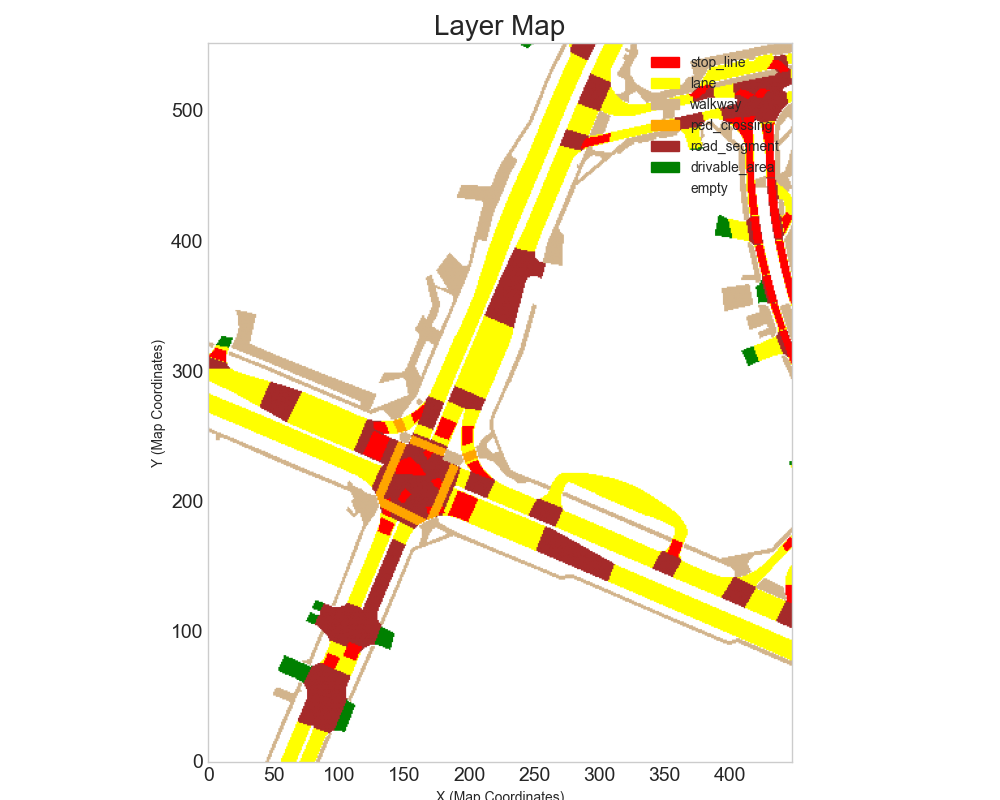 Layer Map
stop_line
lane
walkway
ped_crossing
road_segment
drivable_area
empty
Y (Map Coordinates)
500
400
300
200
100
0
0 50 100 150 200 250 300 350 400
X (Map Coordinates)